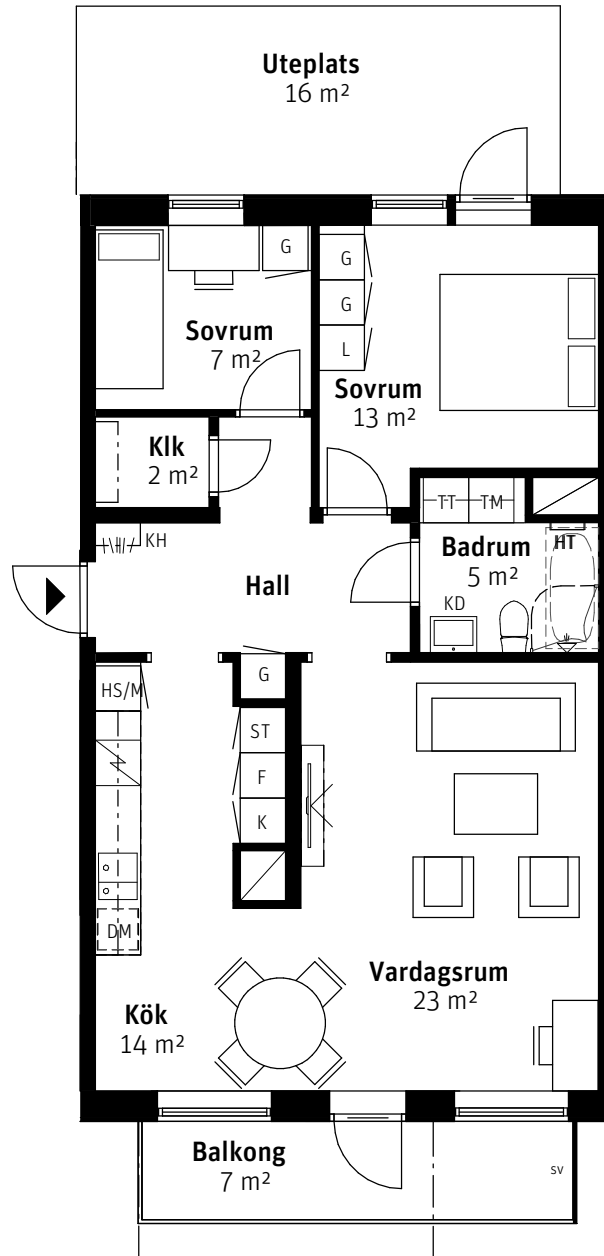 Uteplats
16 m²
G
Sovrum
7 m²
G
G
L
Sovrum
13 m²
Klk
2 m²
TT
TM
KH
Hall
Badrum
5 m²
HT
KD
HS/M
G
ST
F
K
DM
Vardagsrum
23 m²
Kök
14 m²
Balkong
7 m²
SV